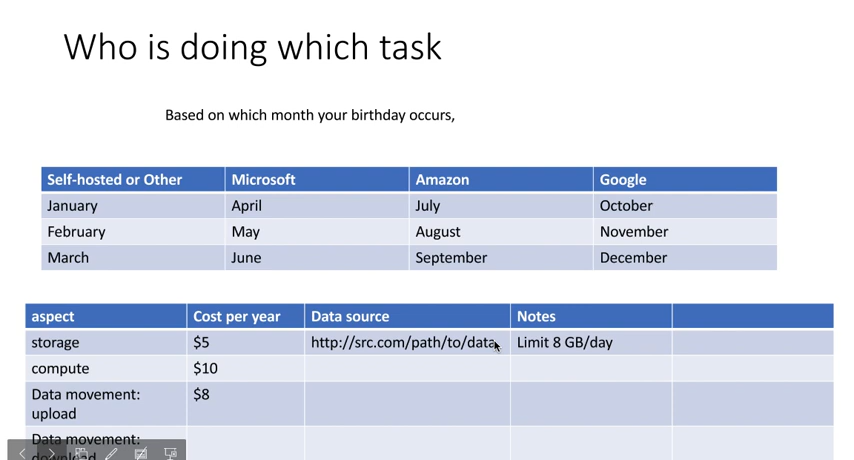 Who is doing which task
Based on which month your birthday occurs,
Self-hosted or Other Microsoft Amazon Google
January April July October
February May August November
March June September December
aspect Cost per year Data source Notes
storage $5 http://src.com/path/to/data Limit 8 GB/day
compute $10
Data movement: $8
upload
Data movement: